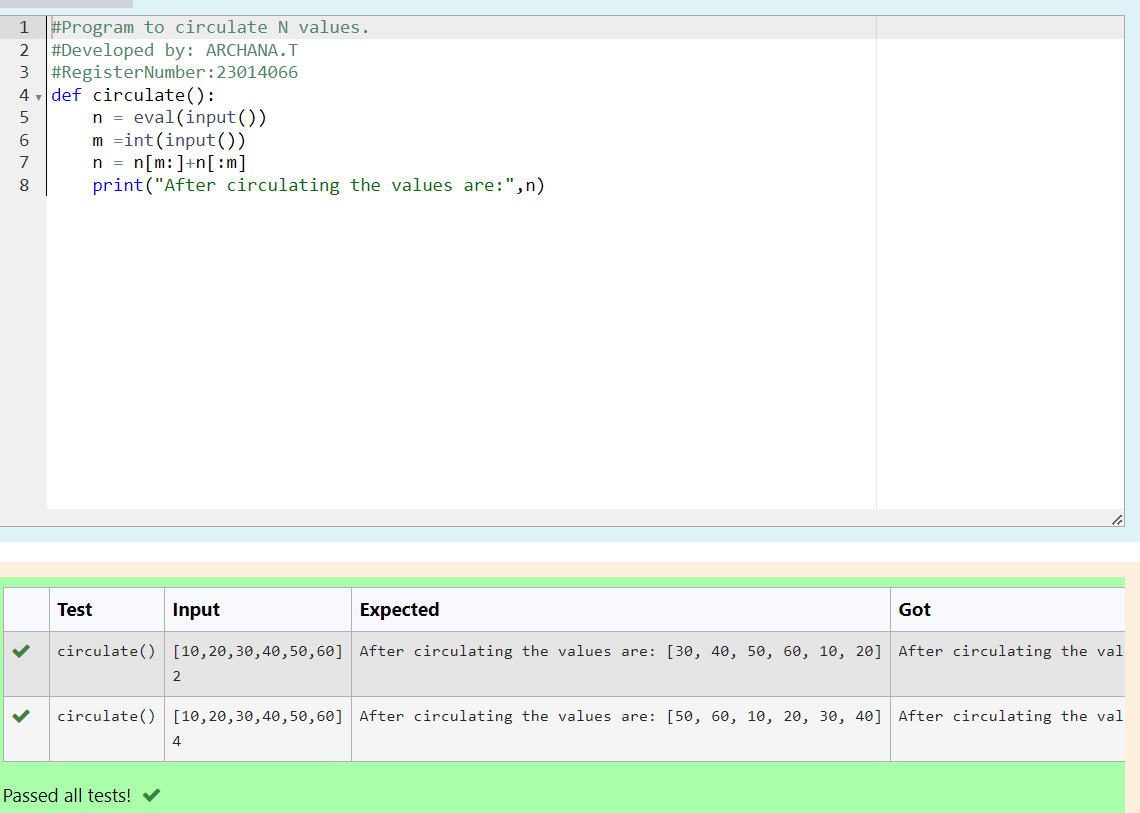 1 #Program to circulate N values.
2 #Developed by: ARCHANA.T
3 #RegisterNumber:23014066
4 def circulate():
5     n = eval(input())
6     m =int(input())
7     n = n[m:]+n[:m]
8     print("After circulating the values are:",n)
Test Input Expected Got
circulate() [10,20,30,40,50,60] After circulating the values are: [30, 40, 50, 60, 10, 20] After circulating the val
2
circulate() [10,20,30,40,50,60] After circulating the values are: [50, 60, 10, 20, 30, 40] After circulating the val
4
Passed all tests!